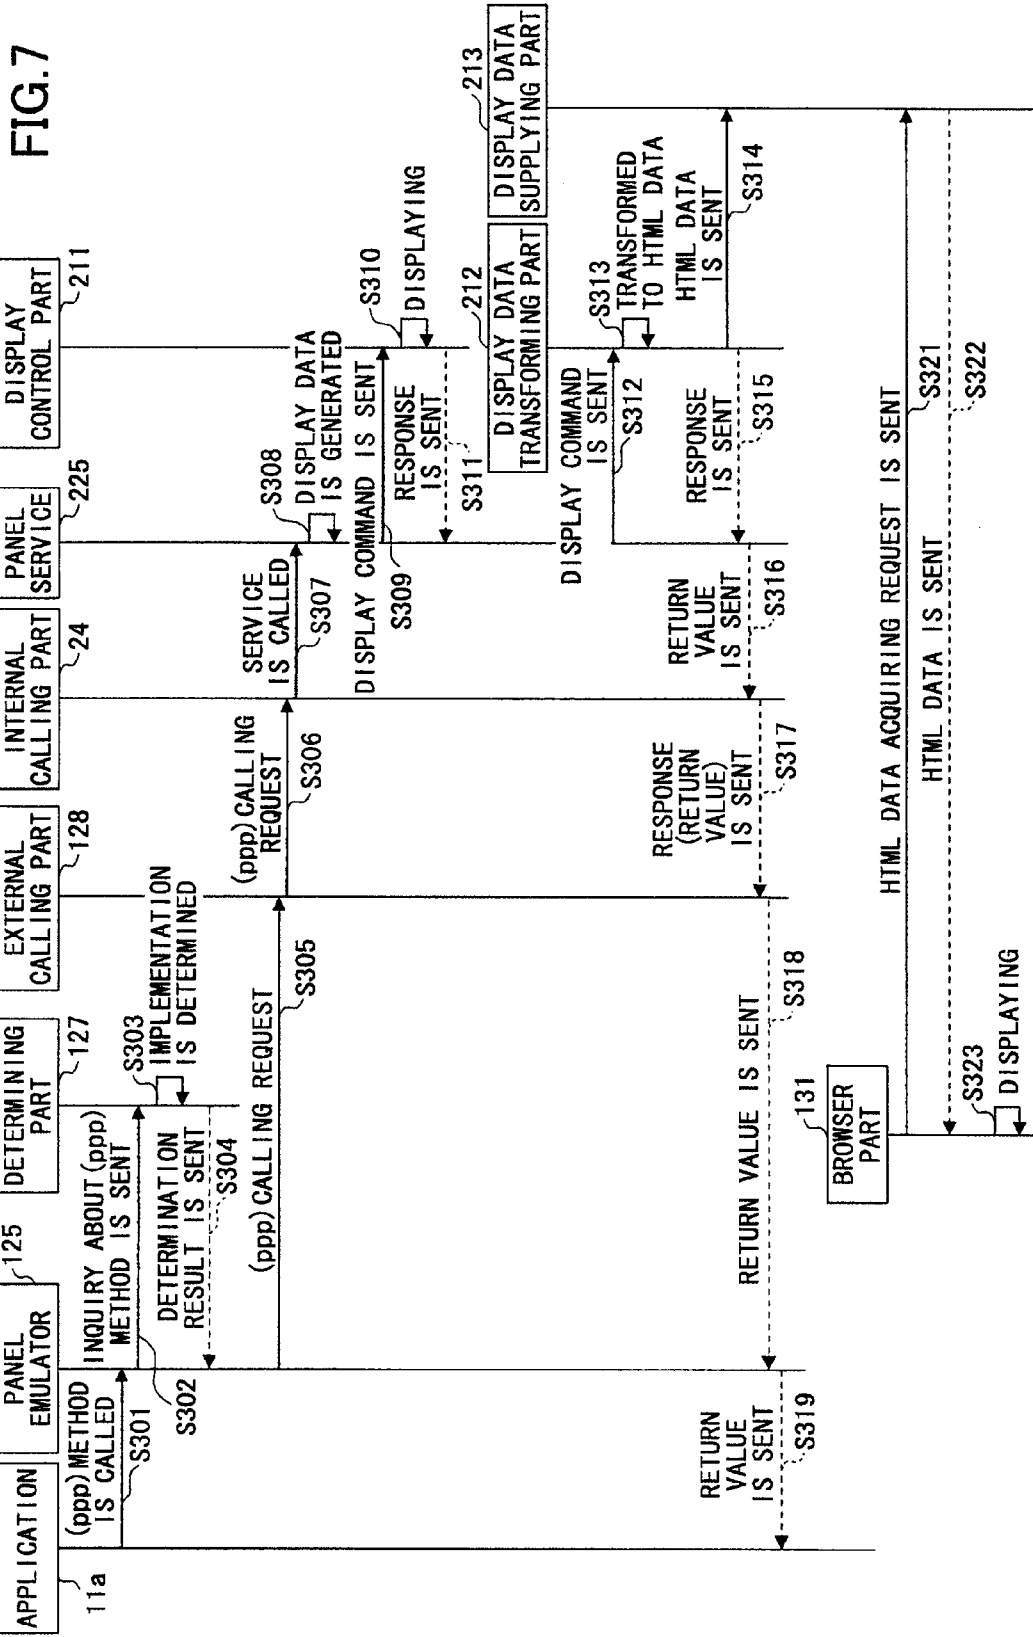 FIG.7
APPLICATION
11a
PANEL
EMULATOR
125
DETERMINING
PART
127
EXTERNAL
CALLING PART
128
INTERNAL
CALLING PART
24
PANEL
SERVICE
225
DISPLAY
CONTROL PART
211
(ppp)METHOD
IS CALLED
S301
INQUIRY ABOUT(ppp)
METHOD IS SENT
S302
S303
IMPLEMENTATION
IS DETERMINED
DETERMINATION
RESULT IS SENT
S304
(ppp)CALLING REQUEST
S305
(ppp)CALLING
REQUEST
S306
SERVICE
IS CALLED
S307
S308
DISPLAY DATA
IS GENERATED
DISPLAY COMMAND IS SENT
S309
S310
DISPLAYING
RESPONSE
IS SENT
S311
212
DISPLAY DATA
TRANSFORMING PART
213
DISPLAY DATA
SUPPLYING PART
DISPLAY COMMAND
IS SENT
S312
S313
TRANSFORMED
TO HTML DATA
HTML DATA
IS SENT
S314
RESPONSE
IS SENT
S315
RETURN
VALUE
IS SENT
S316
RESPONSE
(RETURN
VALUE)
IS SENT
S317
RETURN VALUE IS SENT
S318
RETURN
VALUE
IS SENT
S319
131
BROWSER
PART
HTML DATA ACQUIRING REQUEST IS SENT
S321
HTML DATA IS SENT
S322
S323
DISPLAYING